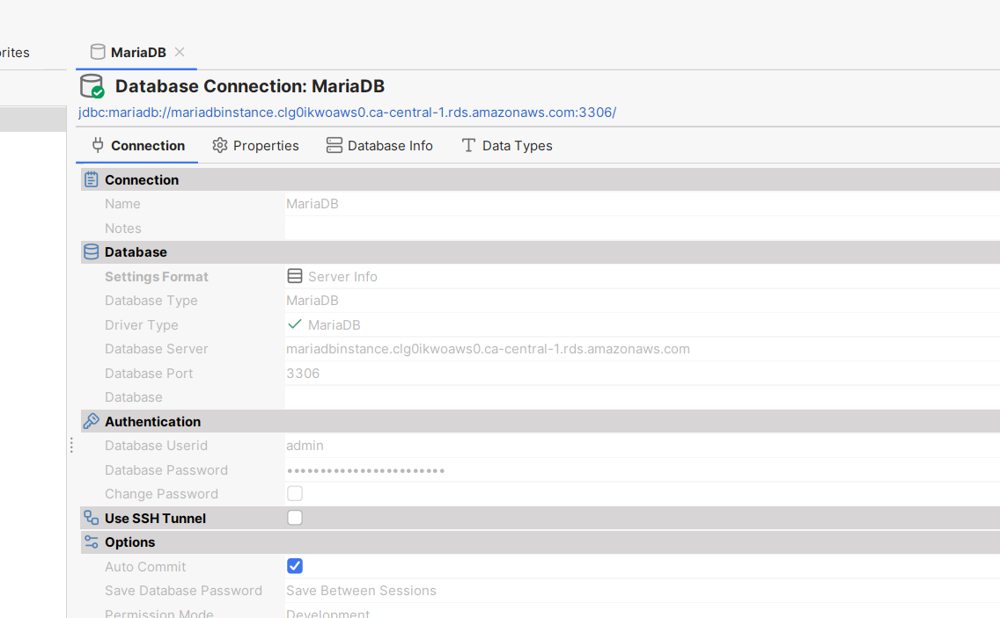 rites
MariaDB
Database Connection: MariaDB
jdbc:mariadb://mariadbinstance.clg0ikwoaws0.ca-central-1.rds.amazonaws.com:3306/
Connection Properties Database Info Data Types
Connection
Name MariaDB
Notes
Database
Settings Format Server Info
Database Type MariaDB
Driver Type MariaDB
Database Server mariadbinstance.clg0ikwoaws0.ca-central-1.rds.amazonaws.com
Database Port 3306
Database
Authentication
Database Userid admin
Database Password ••••••••••••••••••••••••
Change Password
Use SSH Tunnel
Options
Auto Commit
Save Database Password Save Between Sessions
Permission Mode Development